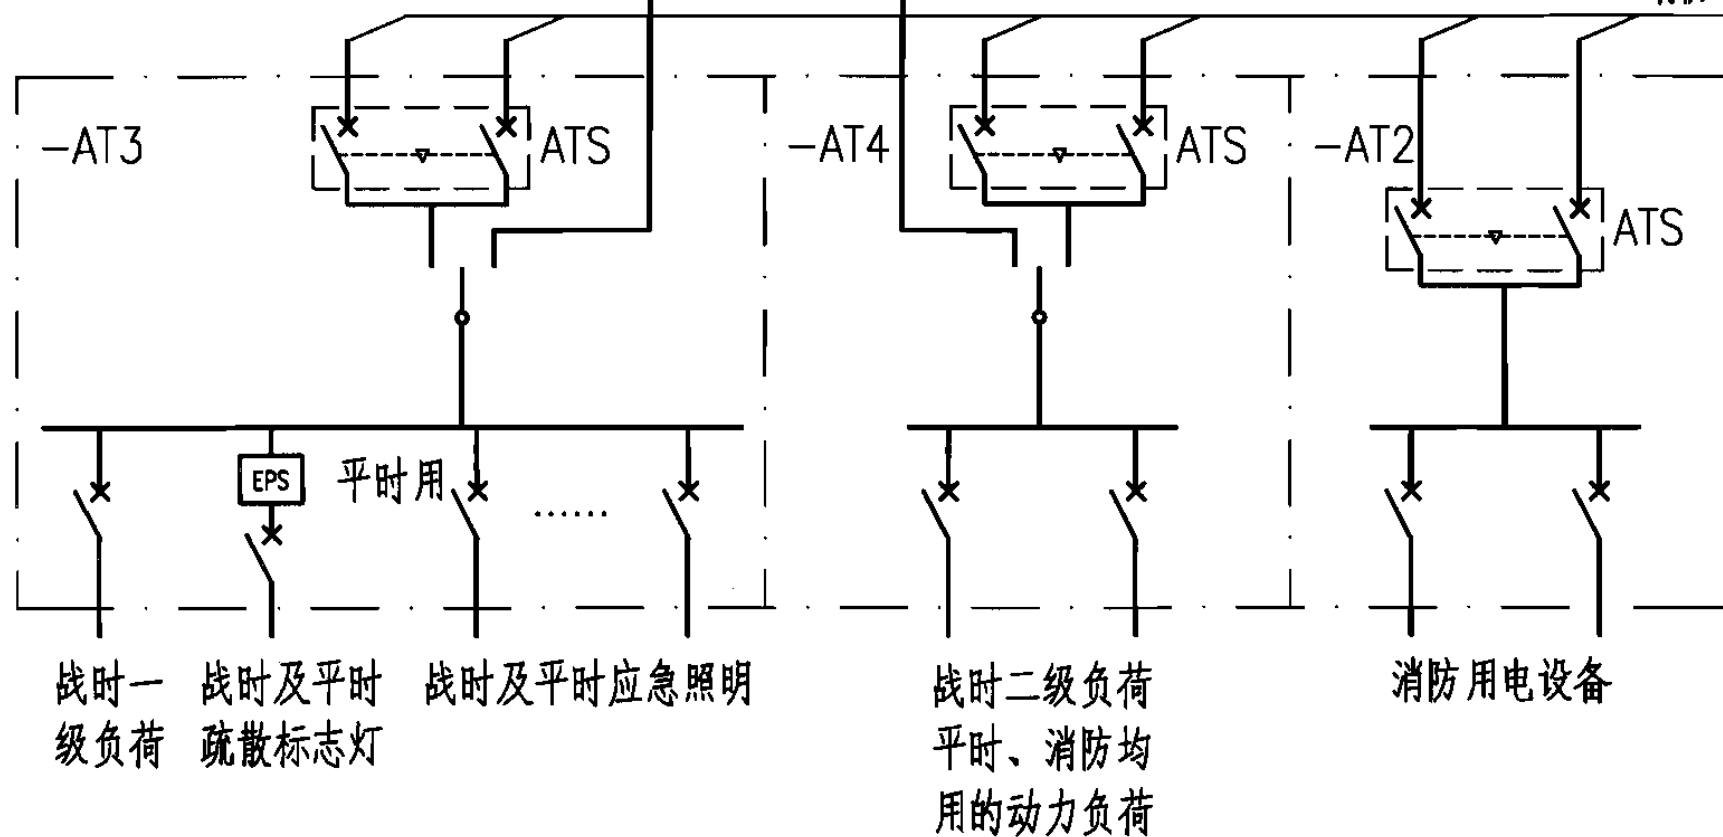 -AT3
ATS
-AT4
ATS
-AT2
ATS
EPS
平时用
……
战时一
级负荷
战时及平时
疏散标志灯
战时及平时应急照明
战时二级负荷
平时、消防均
用的动力负荷
消防用电设备